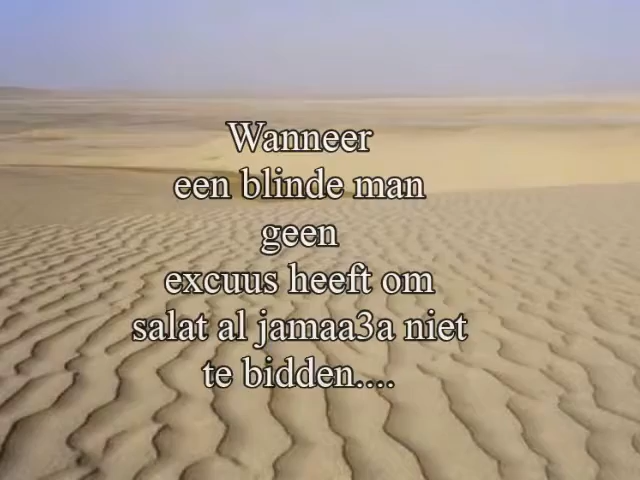 Wanneer
een blinde man
geen
excuus heeft om
salat al jamaa3a niet
te bidden....